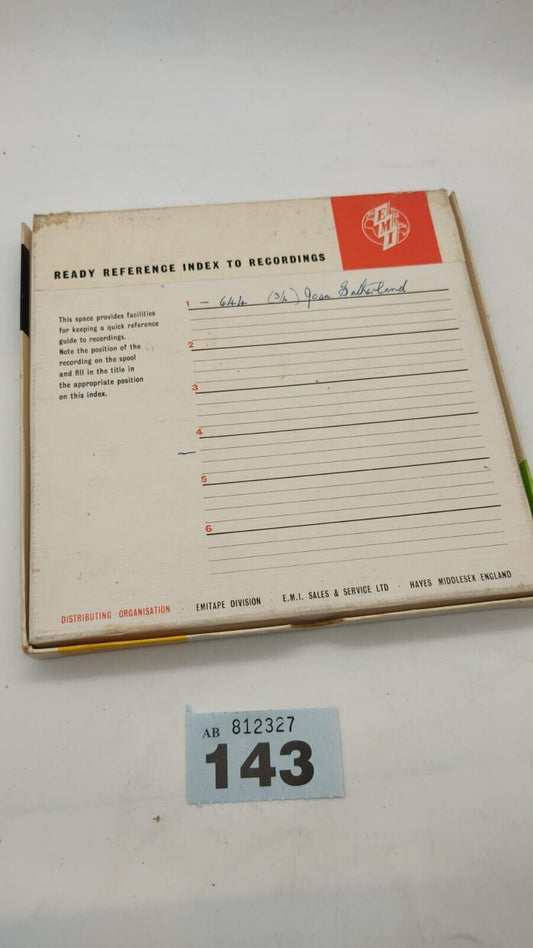 EMI
READY REFERENCE INDEX TO RECORDINGS
This space provides facilities
for keeping a quick reference
guide to recordings.
Note the position of the
recording on the spool
and fill in the title in
the appropriate position
on this index.
1 – 644 (3¾) Joan Sutherland
2
3
4
5
6
DISTRIBUTING ORGANISATION · EMITAPE DIVISION · E.M.I. SALES & SERVICE LTD · HAYES MIDDLESEX ENGLAND
AB 812327
143